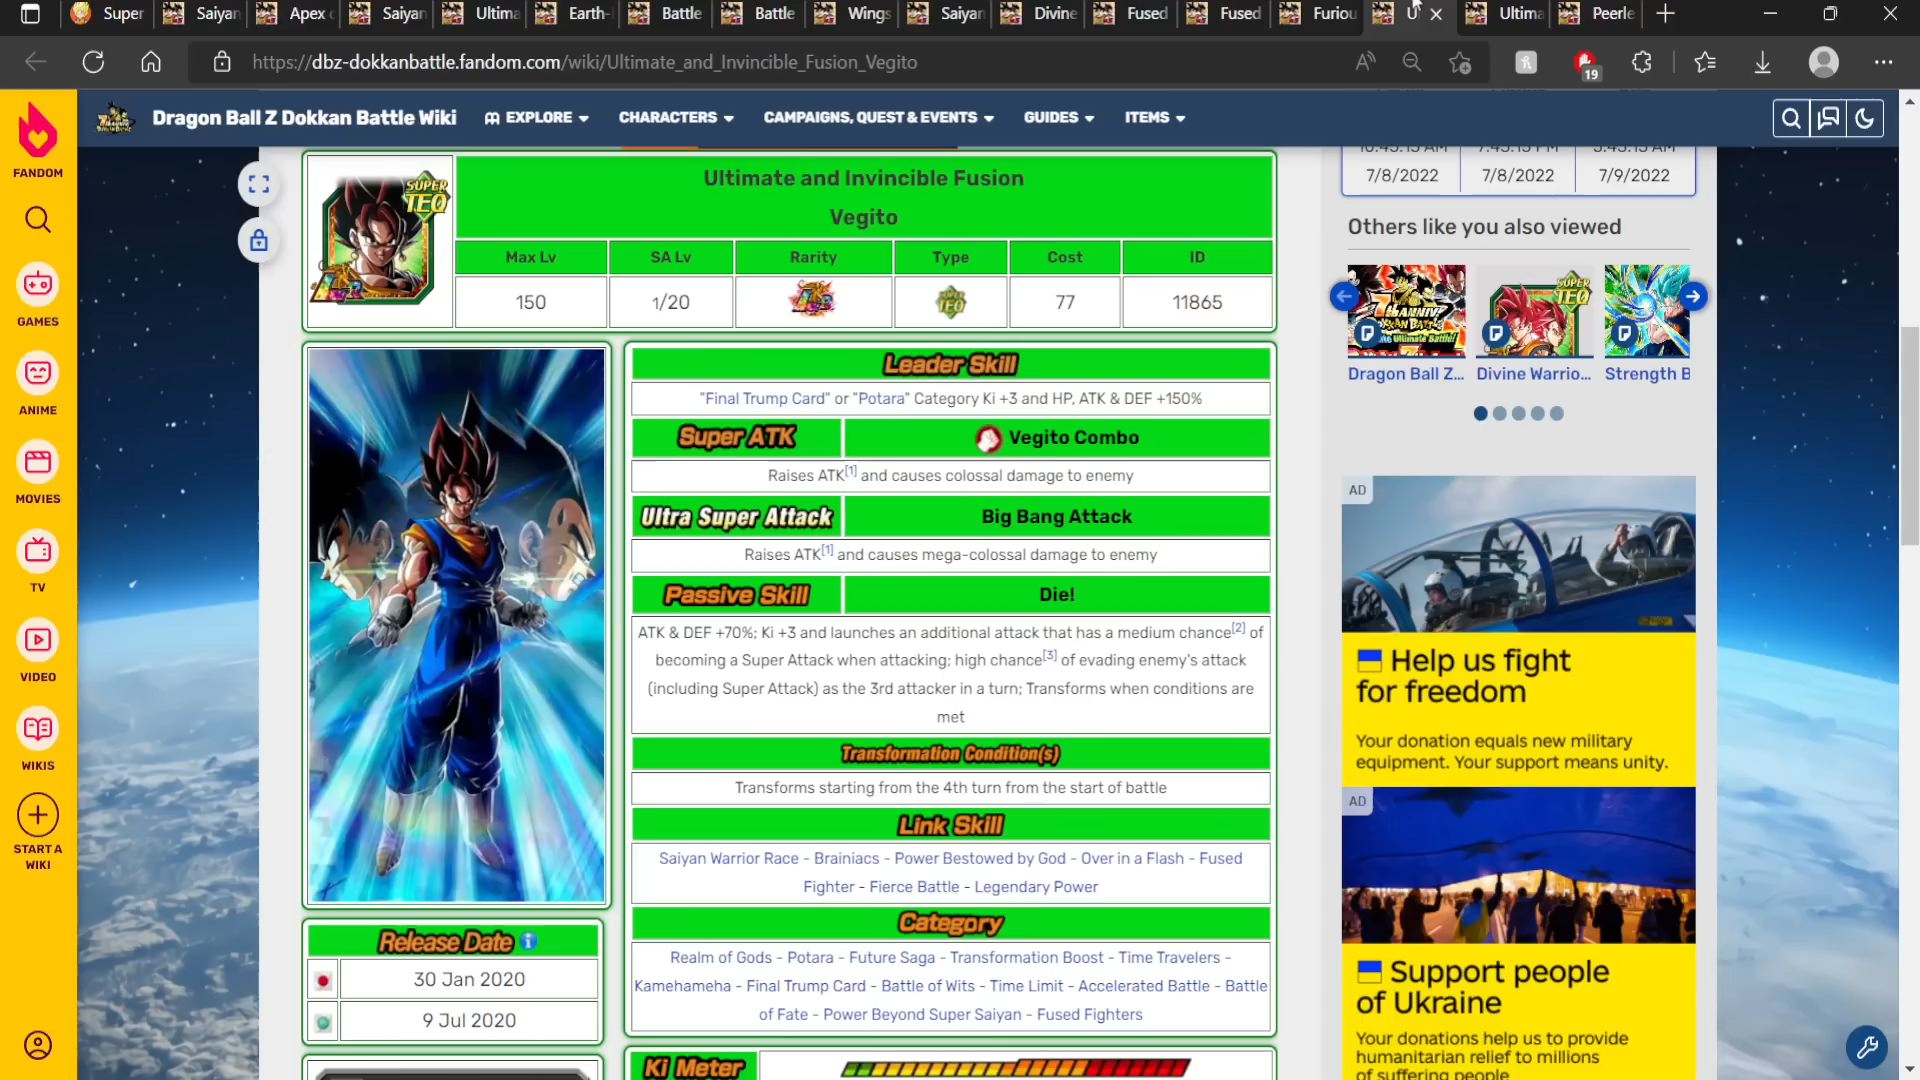 Super
Saiyan
Apex c
Saiyan
Ultima
Earth-
Battle
Battle
Wings
Saiyan
Divine
Fused
Fused
Furiou
U
Ultima
Peerle
https://dbz-dokkanbattle.fandom.com/wiki/Ultimate_and_Invincible_Fusion_Vegito
19
FANDOM
GAMES
ANIME
MOVIES
TV
VIDEO
WIKIS
START A
WIKI
Dragon Ball Z Dokkan Battle Wiki
EXPLORE
CHARACTERS
CAMPAIGNS, QUEST & EVENTS
GUIDES
ITEMS
SUPER
TEQ
LR
Ultimate and Invincible Fusion
Vegito
Max Lv
SA Lv
Rarity
Type
Cost
ID
150
1/20
LR
TEQ
77
11865
Leader Skill
"Final Trump Card" or "Potara" Category Ki +3 and HP, ATK & DEF +150%
Super ATK
Vegito Combo
Raises ATK[1] and causes colossal damage to enemy
Ultra Super Attack
Big Bang Attack
Raises ATK[1] and causes mega-colossal damage to enemy
Passive Skill
Die!
ATK & DEF +70%; Ki +3 and launches an additional attack that has a medium chance[2] of
becoming a Super Attack when attacking; high chance[3] of evading enemy's attack
(including Super Attack) as the 3rd attacker in a turn; Transforms when conditions are
met
Transformation Condition(s)
Transforms starting from the 4th turn from the start of battle
Link Skill
Saiyan Warrior Race - Brainiacs - Power Bestowed by God - Over in a Flash - Fused
Fighter - Fierce Battle - Legendary Power
Category
Realm of Gods - Potara - Future Saga - Transformation Boost - Time Travelers -
Kamehameha - Final Trump Card - Battle of Wits - Time Limit - Accelerated Battle - Battle
of Fate - Power Beyond Super Saiyan - Fused Fighters
Release Date
30 Jan 2020
9 Jul 2020
Ki Meter
7/8/2022
7/8/2022
7/9/2022
Others like you also viewed
Dragon Ball Z...
Divine Warrio...
Strength B
AD
Help us fight
for freedom
Your donation equals new military
equipment. Your support means unity.
AD
Support people
of Ukraine
Your donations help us to provide
humanitarian relief to millions
of suffering people